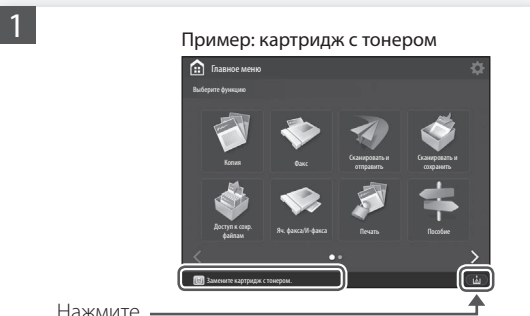 1
Пример: картридж с тонером
Главное меню
Выберите функцию
Копия
Факс
Сканировать и
отправить
Сканировать и
сохранить
Доступ к сохр.
файлам
Яч. факса/И-факса
Печать
Пособие
Замените картридж с тонером.
Нажмите